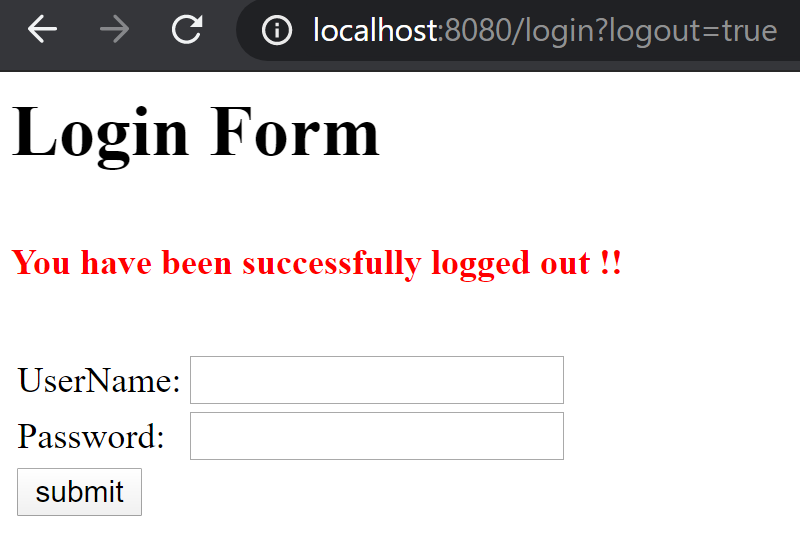 localhost:8080/login?logout=true
Login Form
You have been successfully logged out !!
UserName:
Password:
submit